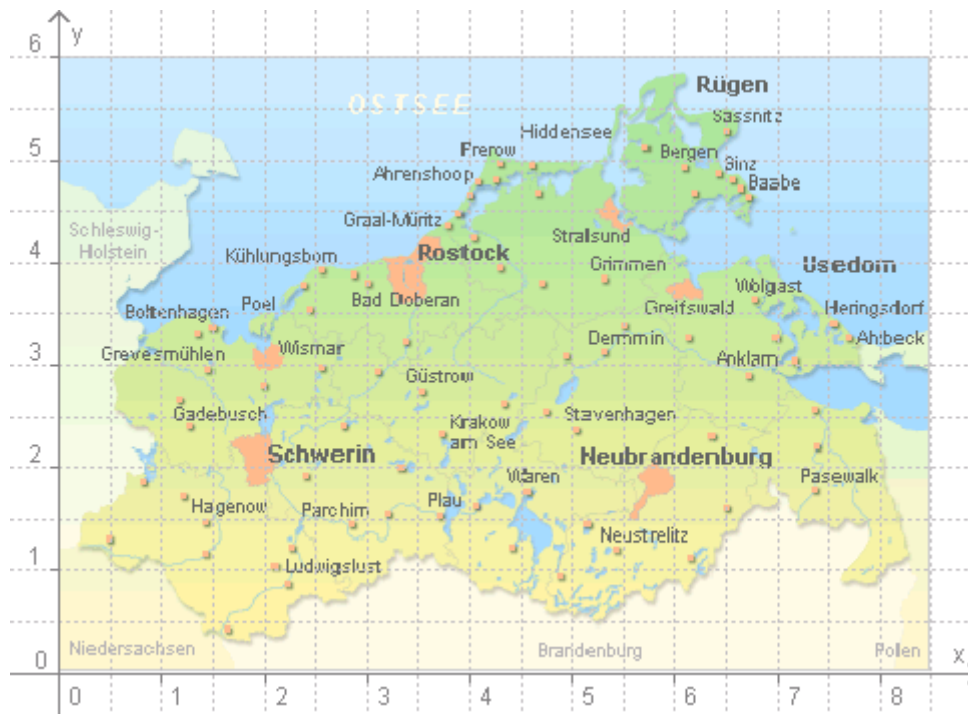 y
6
Rügen
OSTSEE
Sassnitz
Hiddensee
Prerow
Bergen
5
Binz
Ahrenshoop
Baabe
Graal-Müritz
Schleswig-
Holstein
Stralsund
4
Kühlungsborn
Rostock
Grimmen
Usedom
Wolgast
Bad Doberan
Poel
Boltenhagen
Greifswald
Heringsdorf
Wismar
Demmin
Ahlbeck
Grevesmühlen
3
Anklam
Güstrow
Gadebusch
Krakow
am See
Stavenhagen
Schwerin
Neubrandenburg
2
Waren
Pasewalk
Hagenow
Parchim
Plau
Neustrelitz
1
Ludwigslust
Niedersachsen
Brandenburg
Polen
x
0
0 1 2 3 4 5 6 7 8